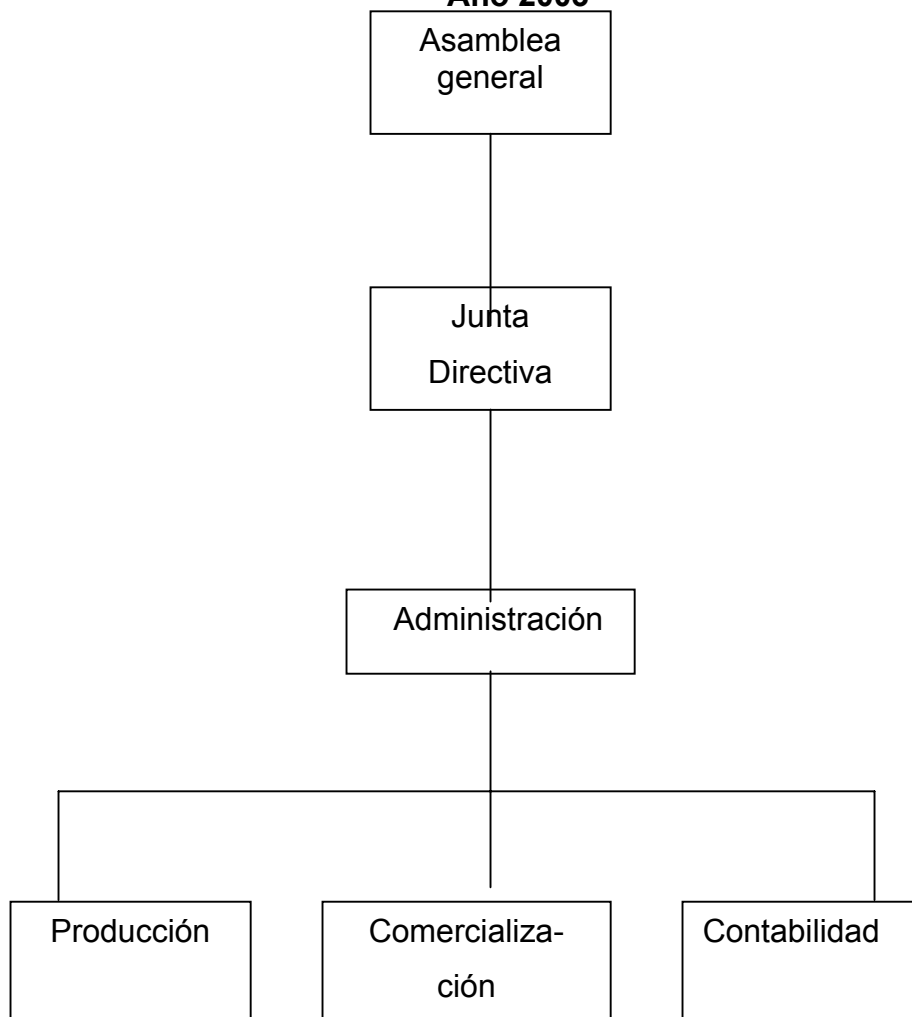 Asamblea
general
Junta
Directiva
Administración
Producción
Comercializa-
ción
Contabilidad